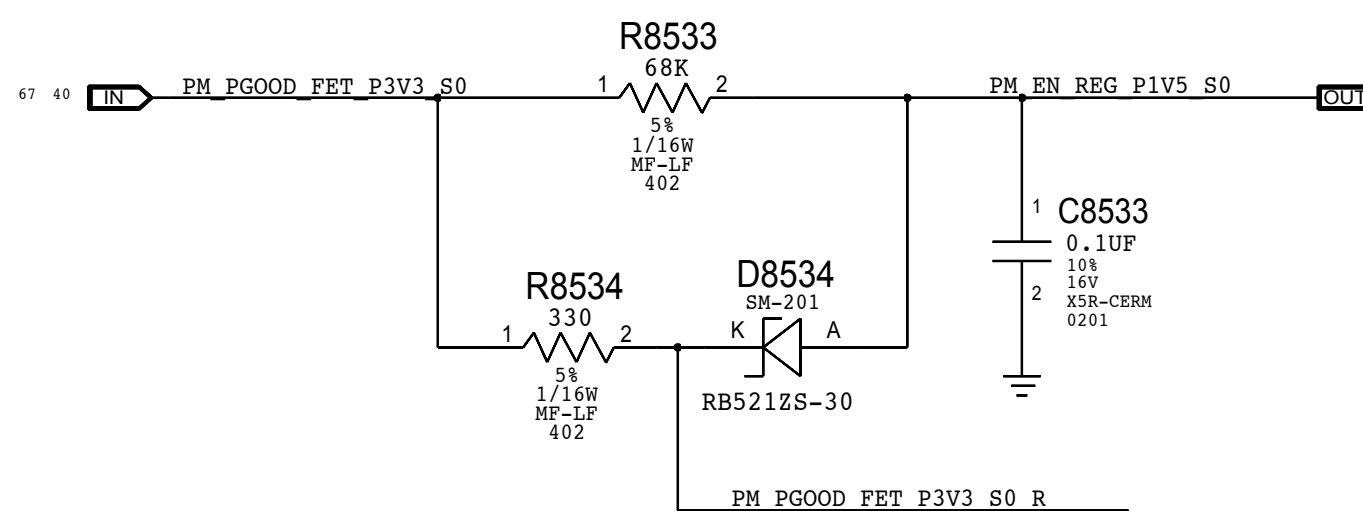 R8533
68K
67 40 IN PM_PGOOD_FET_P3V3_S0 1 2 PM_EN_REG_P1V5_S0 OUT
5%
1/16W
MF-LF
402
1 C8533
0.1UF
10%
16V
2 X5R-CERM
0201
R8534 D8534
330 SM-201
1 2 K A
5%
1/16W
MF-LF
402
RB521ZS-30
PM_PGOOD_FET_P3V3_S0_R